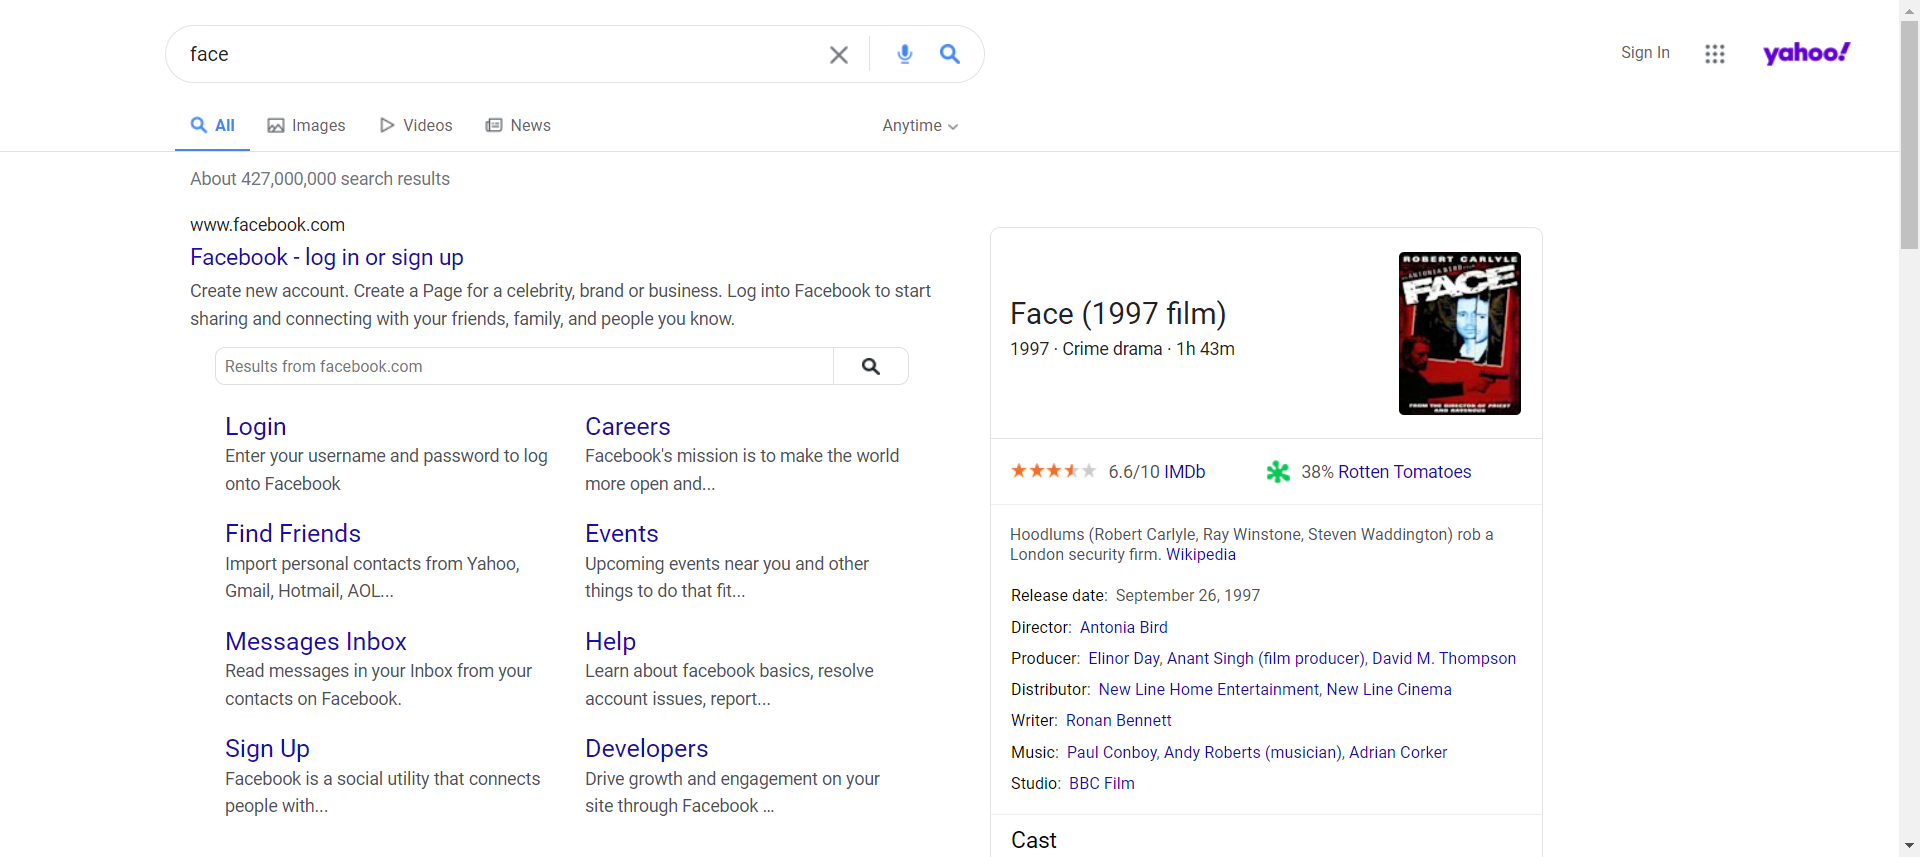 face
Sign In
yahoo!
All
Images
Videos
News
Anytime
About 427,000,000 search results
www.facebook.com
Facebook - log in or sign up
Create new account. Create a Page for a celebrity, brand or business. Log into Facebook to start
sharing and connecting with your friends, family, and people you know.
Results from facebook.com
Login
Enter your username and password to log
onto Facebook
Careers
Facebook's mission is to make the world
more open and...
Find Friends
Import personal contacts from Yahoo,
Gmail, Hotmail, AOL...
Events
Upcoming events near you and other
things to do that fit...
Messages Inbox
Read messages in your Inbox from your
contacts on Facebook.
Help
Learn about facebook basics, resolve
account issues, report...
Sign Up
Facebook is a social utility that connects
people with...
Developers
Drive growth and engagement on your
site through Facebook ...
Face (1997 film)
1997 · Crime drama · 1h 43m
ROBERT CARLYLE
ANTONIA BIRD
FACE
FROM THE DIRECTOR OF PRIEST
AND RAVENOUS
6.6/10 IMDb
38% Rotten Tomatoes
Hoodlums (Robert Carlyle, Ray Winstone, Steven Waddington) rob a
London security firm. Wikipedia
Release date: September 26, 1997
Director: Antonia Bird
Producer: Elinor Day, Anant Singh (film producer), David M. Thompson
Distributor: New Line Home Entertainment, New Line Cinema
Writer: Ronan Bennett
Music: Paul Conboy, Andy Roberts (musician), Adrian Corker
Studio: BBC Film
Cast